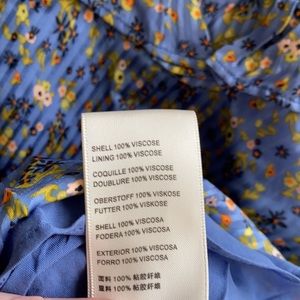 SHELL 100% VISCOSE
LINING 100% VISCOSE
COQUILLE 100% VISCOSE
DOUBLURE 100% VISCOSE
OBERSTOFF 100% VISKOSE
FUTTER 100% VISKOSE
SHELL 100% VISCOSA
FODERA 100% VISCOSA
EXTERIOR 100% VISCOSA
FORRO 100% VISCOSA
面料 100% 粘胶纤维
里料 100% 粘胶纤维